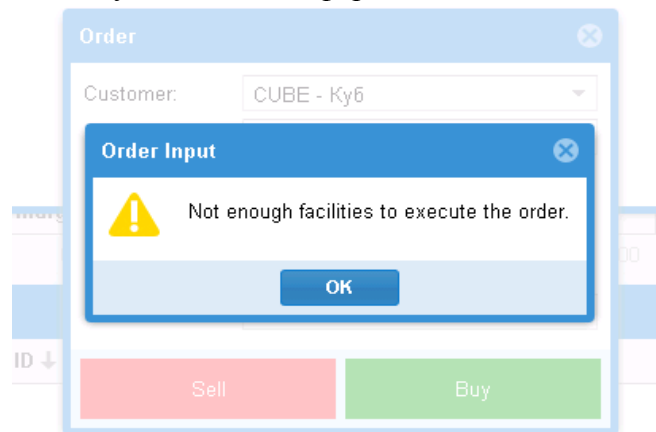 Order
Customer:
CUBE - Куб
Order Input
Not enough facilities to execute the order.
OK
ID ↓
Sell
Buy